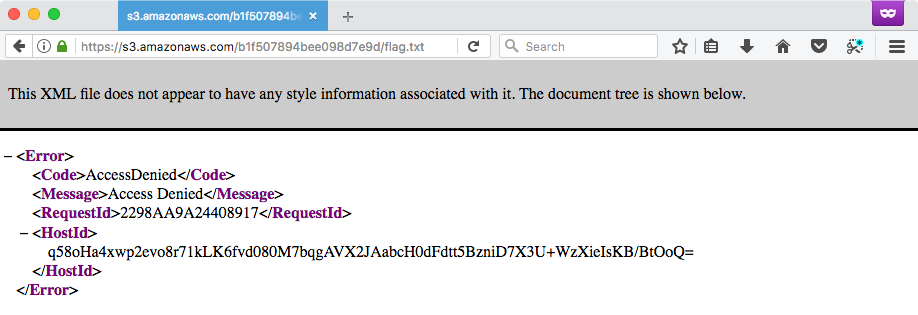 s3.amazonaws.com/b1f507894be
https://s3.amazonaws.com/b1f507894bee098d7e9d/flag.txt
Search
This XML file does not appear to have any style information associated with it. The document tree is shown below.
– <Error>
<Code>AccessDenied</Code>
<Message>Access Denied</Message>
<RequestId>2298AA9A24408917</RequestId>
– <HostId>
q58oHa4xwp2evo8r71kLK6fvd080M7bqgAVX2JAabcH0dFdtt5BzniD7X3U+WzXieIsKB/BtOoQ=
</HostId>
</Error>